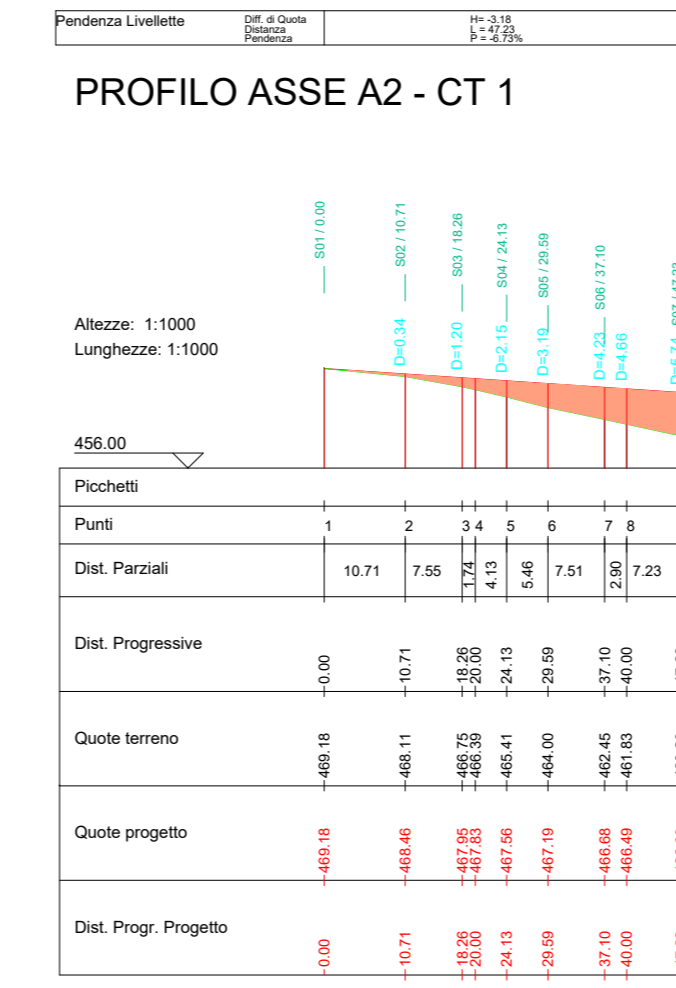 Pendenza Livellette Diff. di Quota H= -3.18
Distanza L = 47.23
Pendenza P = -6.73%
PROFILO ASSE A2 - CT 1
S01 / 0.00 S02 / 10.71 S03 / 18.26 S04 / 24.13 S05 / 29.59 S06 / 37.10 S07 / 47.23
D=0.34 D=1.20 D=2.15 D=3.19 D=4.23 D=4.66 D=5.74
Altezze: 1:1000
Lunghezze: 1:1000
456.00
Picchetti
Punti 1 2 3 4 5 6 7 8
Dist. Parziali 10.71 7.55 1.74 4.13 5.46 7.51 2.90 7.23
Dist. Progressive 0.00 10.71 18.26 20.00 24.13 29.59 37.10 40.00
Quote terreno 469.18 468.11 466.75 466.39 465.41 464.00 462.45 461.83
Quote progetto 469.18 468.46 467.95 467.83 467.56 467.19 466.68 466.49
Dist. Progr. Progetto 0.00 10.71 18.26 20.00 24.13 29.59 37.10 40.00